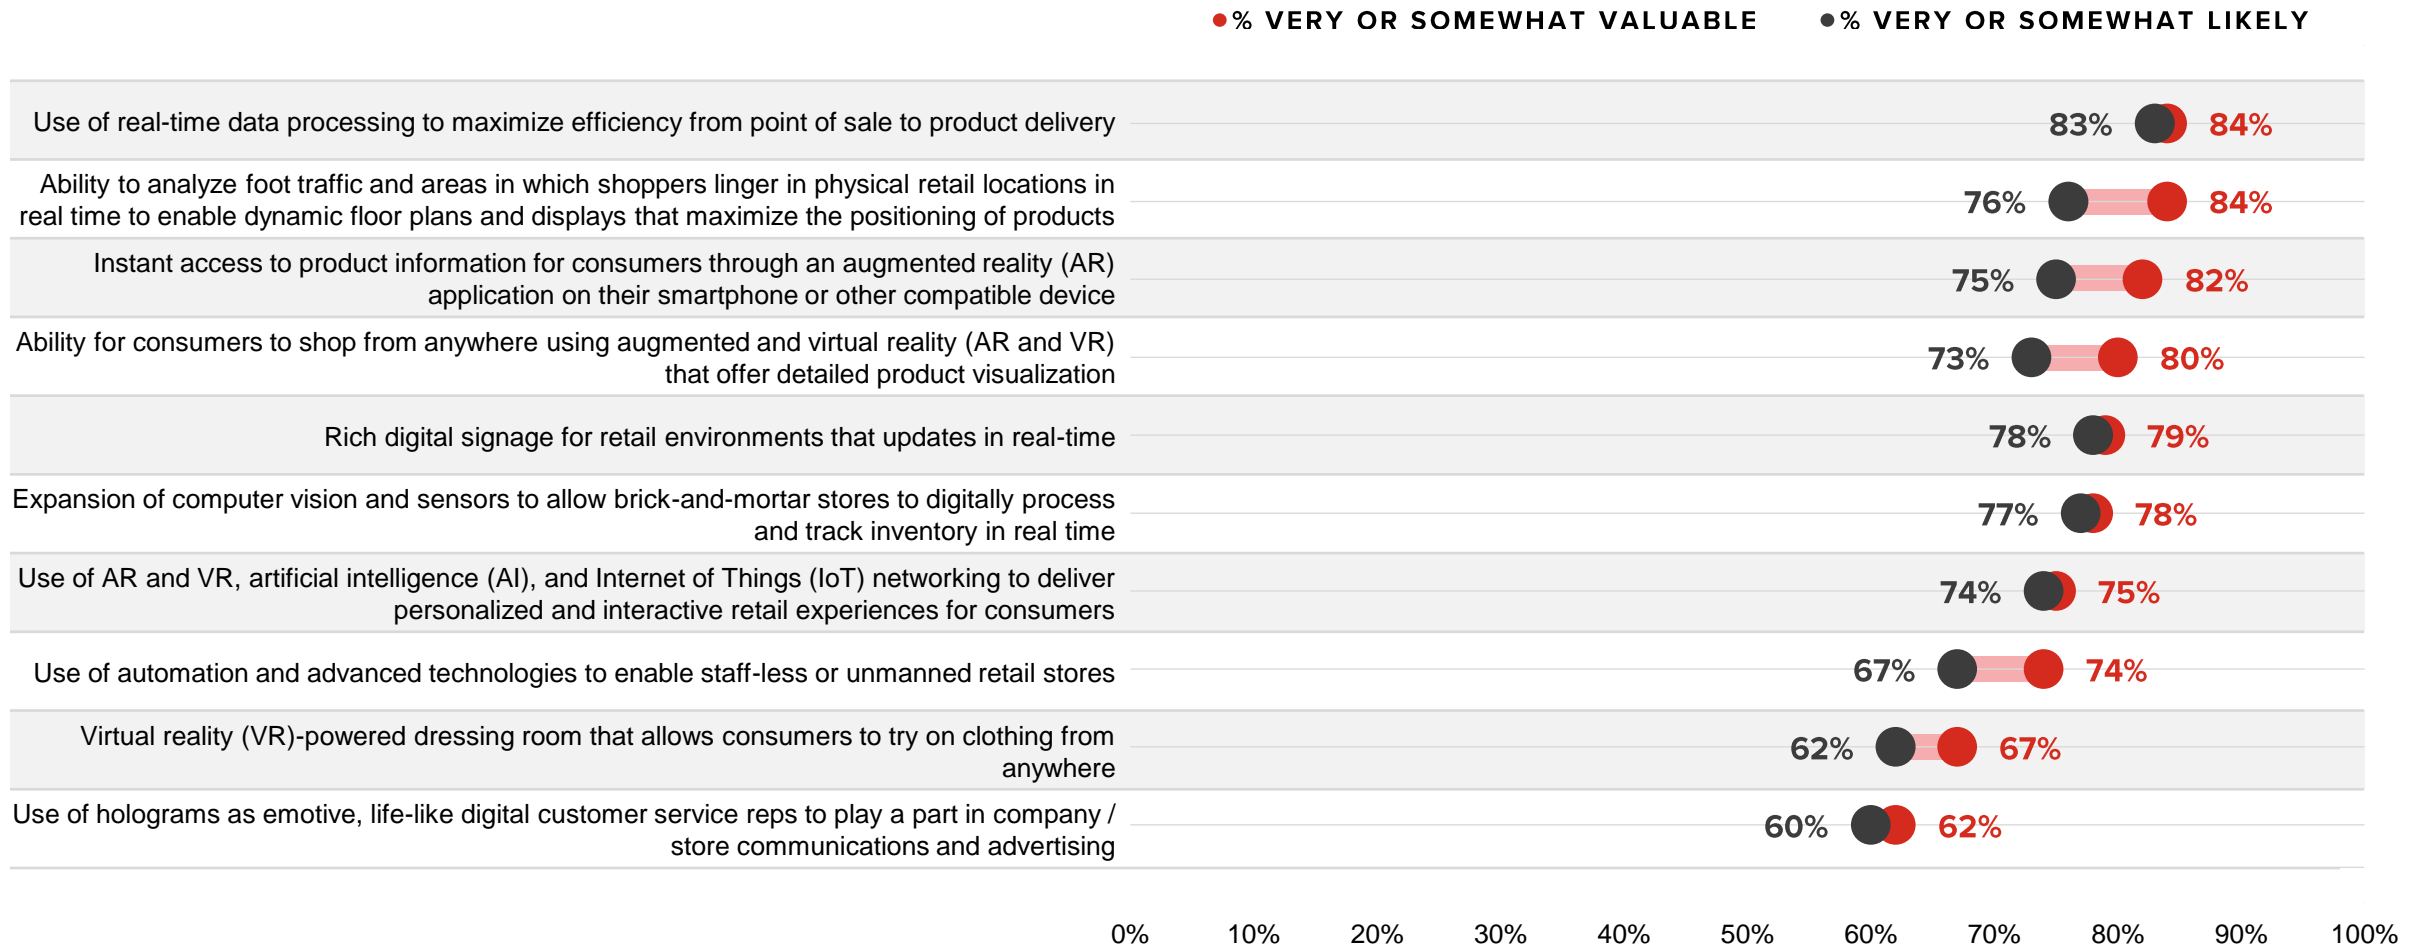 % VERY OR SOMEWHAT VALUABLE % VERY OR SOMEWHAT LIKELY
Use of real-time data processing to maximize efficiency from point of sale to product delivery
83% 84%
Ability to analyze foot traffic and areas in which shoppers linger in physical retail locations in
real time to enable dynamic floor plans and displays that maximize the positioning of products
76% 84%
Instant access to product information for consumers through an augmented reality (AR)
application on their smartphone or other compatible device
75% 82%
Ability for consumers to shop from anywhere using augmented and virtual reality (AR and VR)
that offer detailed product visualization
73% 80%
Rich digital signage for retail environments that updates in real-time
78% 79%
Expansion of computer vision and sensors to allow brick-and-mortar stores to digitally process
and track inventory in real time
77% 78%
Use of AR and VR, artificial intelligence (AI), and Internet of Things (IoT) networking to deliver
personalized and interactive retail experiences for consumers
74% 75%
Use of automation and advanced technologies to enable staff-less or unmanned retail stores
67% 74%
Virtual reality (VR)-powered dressing room that allows consumers to try on clothing from
anywhere
62% 67%
Use of holograms as emotive, life-like digital customer service reps to play a part in company /
store communications and advertising
60% 62%
0% 10% 20% 30% 40% 50% 60% 70% 80% 90% 100%